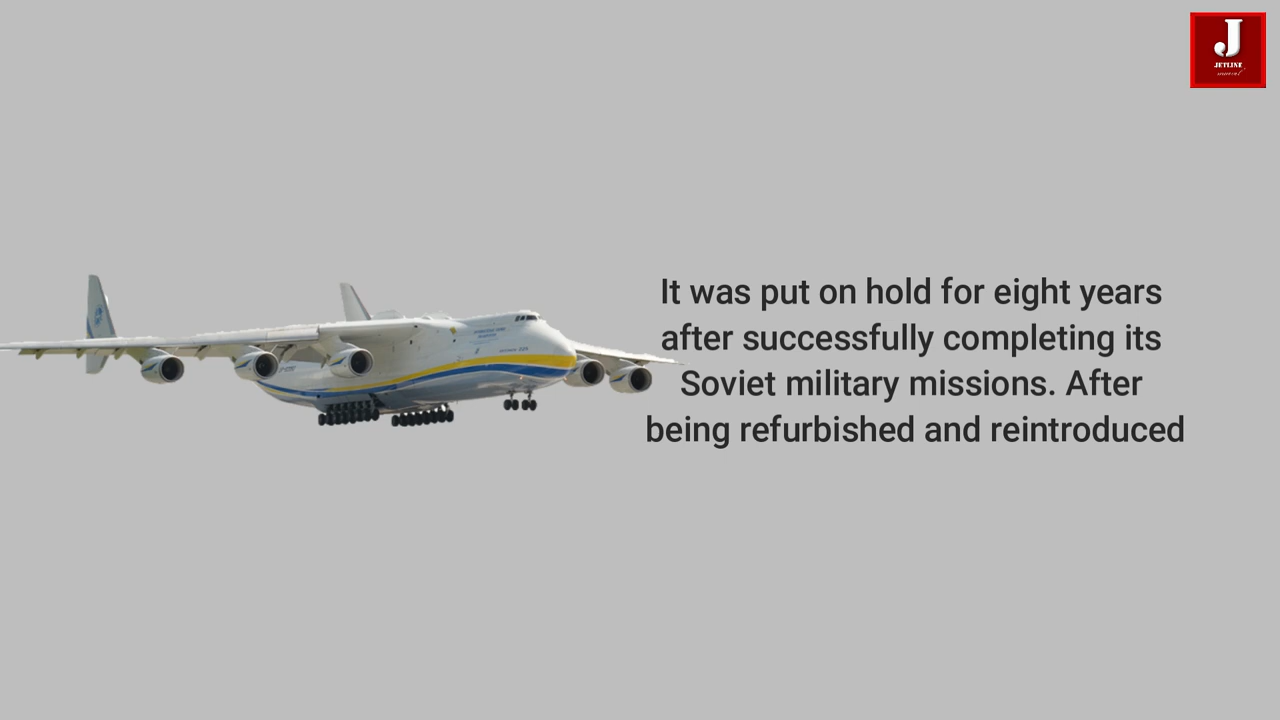 J
JETLINE
It was put on hold for eight years
after successfully completing its
Soviet military missions. After
being refurbished and reintroduced